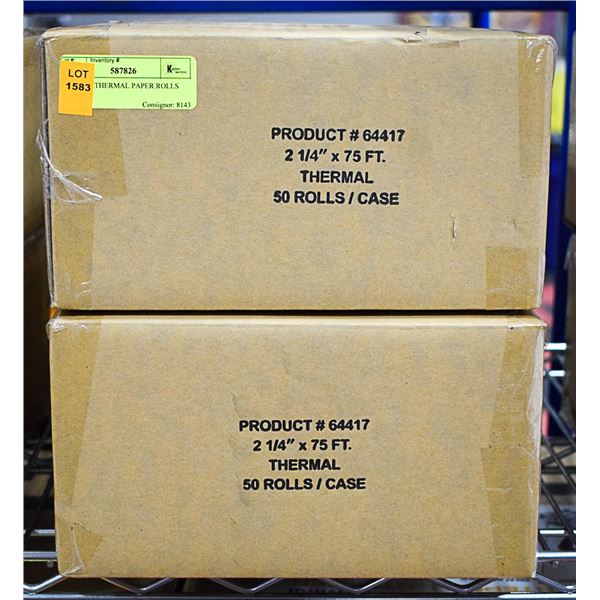 Inventory #:
587826
LOT
1583
THERMAL PAPER ROLLS
Consignor: 8143
PRODUCT # 64417
2 1/4" x 75 FT.
THERMAL
50 ROLLS / CASE
PRODUCT # 64417
2 1/4" x 75 FT.
THERMAL
50 ROLLS / CASE